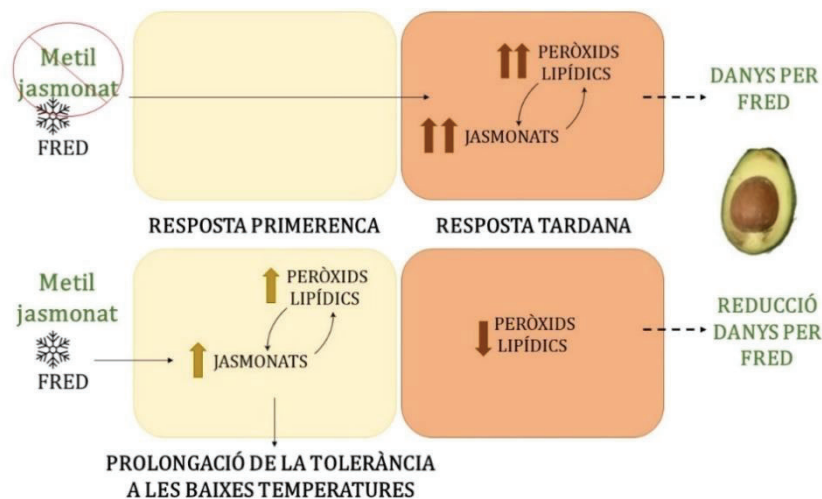 Metil
jasmonat
FRED
PERÒXIDS
LIPÍDICS
JASMONATS
DANYS PER
FRED
RESPOSTA PRIMERENCA
RESPOSTA TARDANA
Metil
jasmonat
FRED
PERÒXIDS
LIPÍDICS
JASMONATS
PERÒXIDS
LIPÍDICS
REDUCCIÓ
DANYS PER
FRED
PROLONGACIÓ DE LA TOLERÀNCIA
A LES BAIXES TEMPERATURES